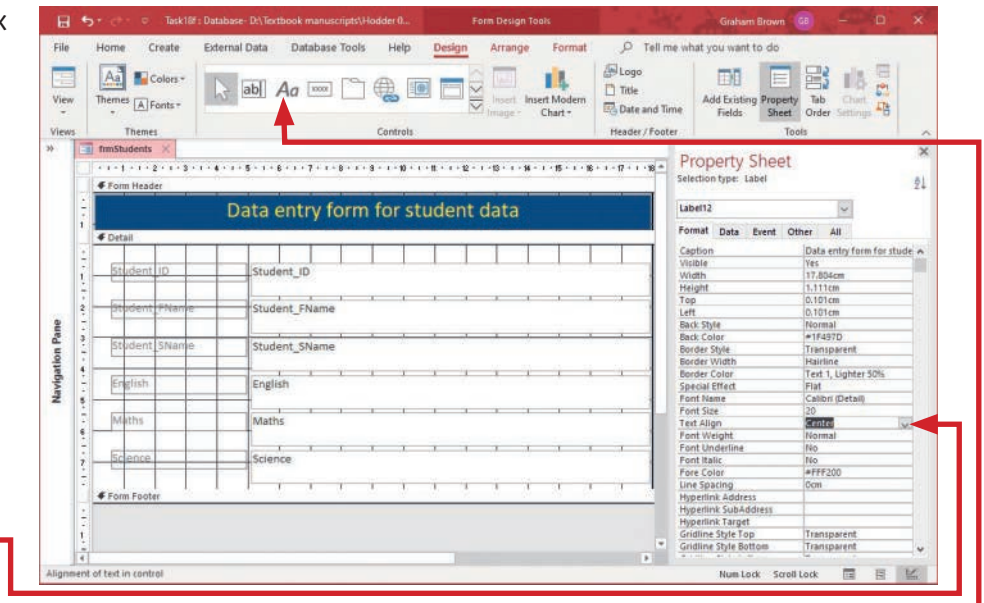 x
Task10f : Database- D:\Textbook manuscripts\Hodder 0...
Form Design Tools
Graham Brown
GB
File Home Create External Data Database Tools Help Design Arrange Format Tell me what you want to do
View
Views
Aa
Themes
Colors
A Fonts
Themes
ab|
Aa
xxxx
Insert Image
Insert Modern Chart
Controls
Logo
Title
Date and Time
Header / Footer
Add Existing Fields
Property Sheet
Tab Order
Chart Settings
Tools
frmStudents
Form Header
Data entry form for student data
Detail
Student_ID Student_ID
Student_FName Student_FName
Student_SName Student_SName
English English
Maths Maths
Science Science
Form Footer
Navigation Pane
Property Sheet
Selection type: Label
Label12
Format Data Event Other All
Caption Data entry form for stude
Visible Yes
Width 17.804cm
Height 1.111cm
Top 0.101cm
Left 0.101cm
Back Style Normal
Back Color #1F497D
Border Style Transparent
Border Width Hairline
Border Color Text 1, Lighter 50%
Special Effect Flat
Font Name Calibri (Detail)
Font Size 20
Text Align Center
Font Weight Normal
Font Underline No
Font Italic No
Fore Color #FFF200
Line Spacing 0cm
Hyperlink Address
Hyperlink SubAddress
Hyperlink Target
Gridline Style Top Transparent
Gridline Style Bottom Transparent
Alignment of text in control
Num Lock Scroll Lock